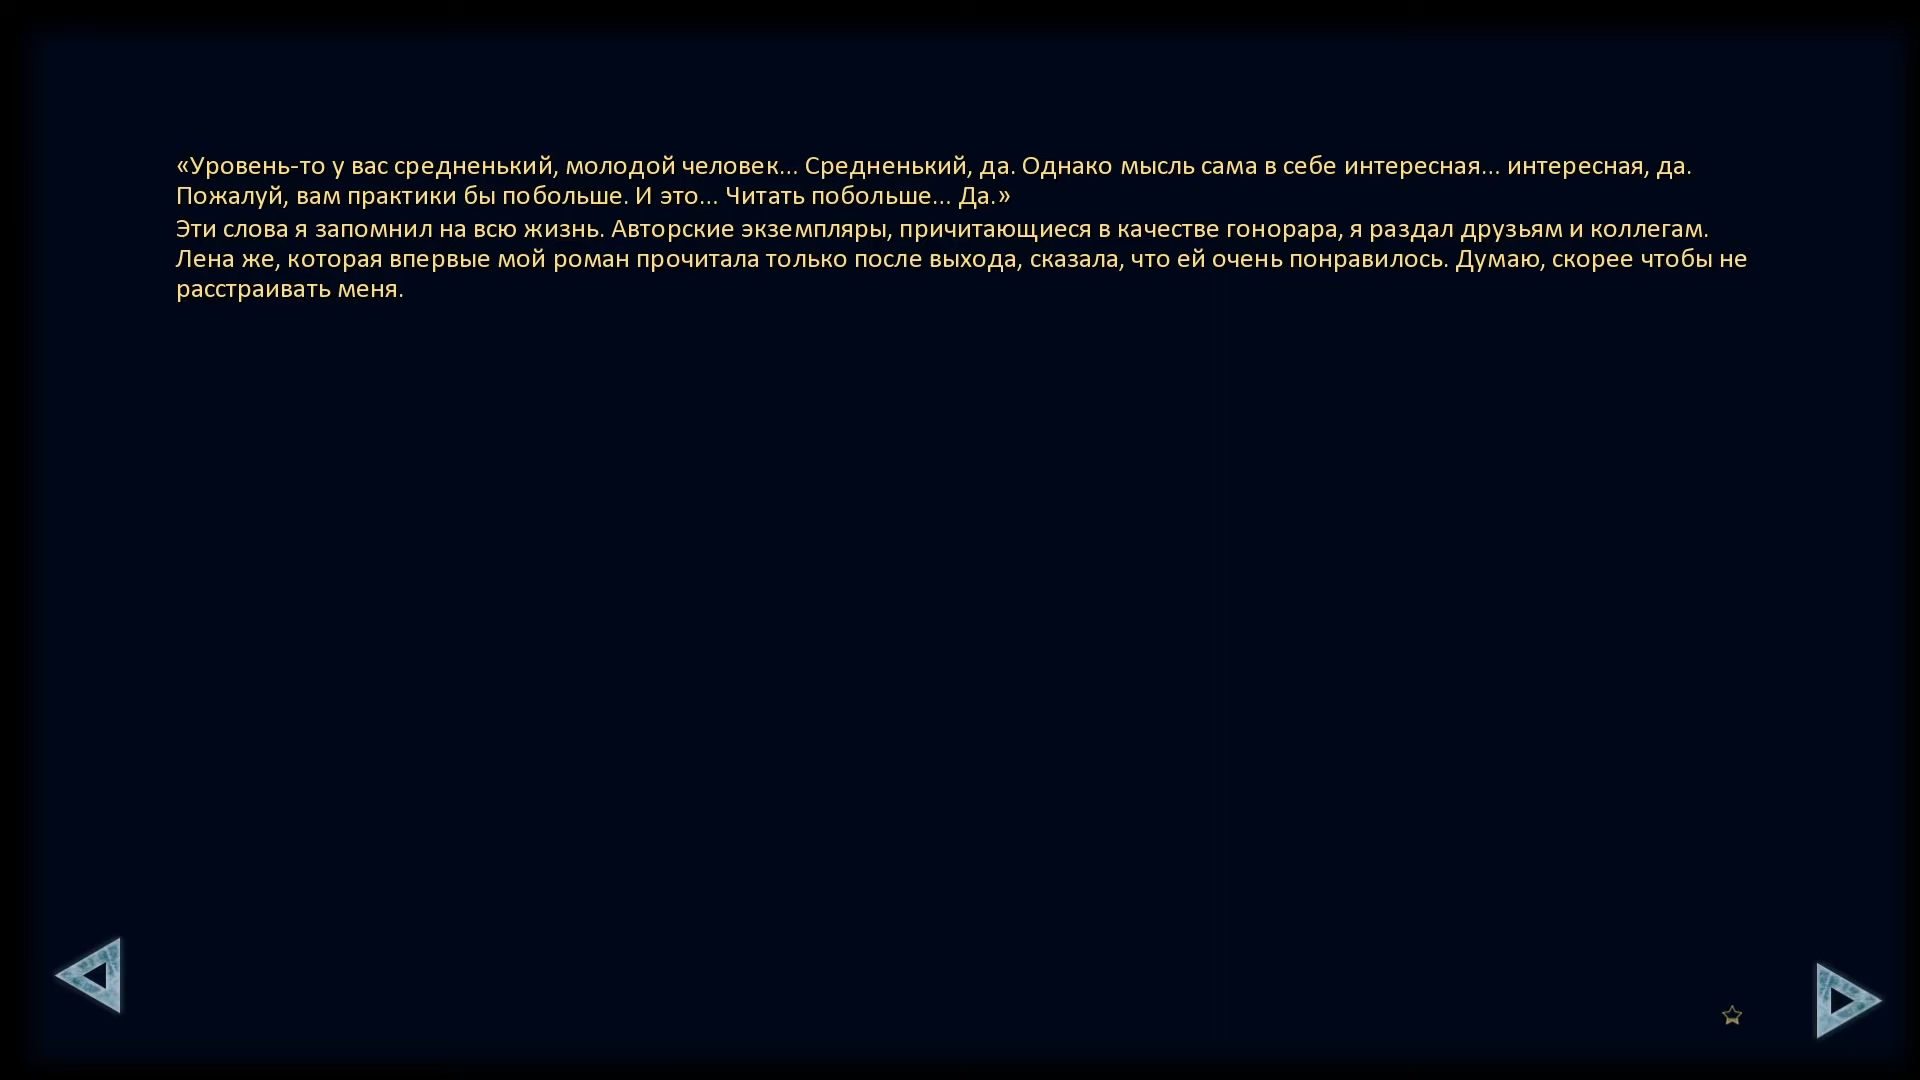 «Уровень-то у вас средненький, молодой человек... Средненький, да. Однако мысль сама в себе интересная... интересная, да.
Пожалуй, вам практики бы побольше. И это... Читать побольше... Да.»
Эти слова я запомнил на всю жизнь. Авторские экземпляры, причитающиеся в качестве гонорара, я раздал друзьям и коллегам.
Лена же, которая впервые мой роман прочитала только после выхода, сказала, что ей очень понравилось. Думаю, скорее чтобы не
расстраивать меня.